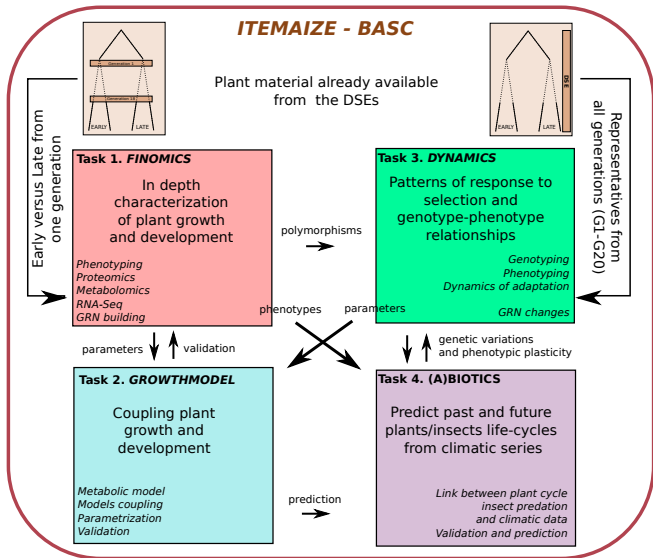 ITEMAIZE - BASC
Generation 1
Generation 18
EARLY
LATE
Plant material already available
from the DSEs
DSE
EARLY
LATE
Early versus Late from
one generation
Representatives from
all generations (G1-G20)
Task 1. FINOMICS
In depth
characterization
of plant growth
and development
Phenotyping
Proteomics
Metabolomics
RNA-Seq
GRN building
polymorphisms
Task 3. DYNAMICS
Patterns of response to
selection and
genotype-phenotype
relationships
Genotyping
Phenotyping
Dynamics of adaptation
GRN changes
phenotypes
parameters
parameters
validation
genetic variations
and phenotypic plasticity
Task 2. GROWTHMODEL
Coupling plant
growth and
development
Metabolic model
Models coupling
Parametrization
Validation
prediction
Task 4. (A)BIOTICS
Predict past and future
plants/insects life-cycles
from climatic series
Link between plant cycle
insect predation
and climatic data
Validation and prediction